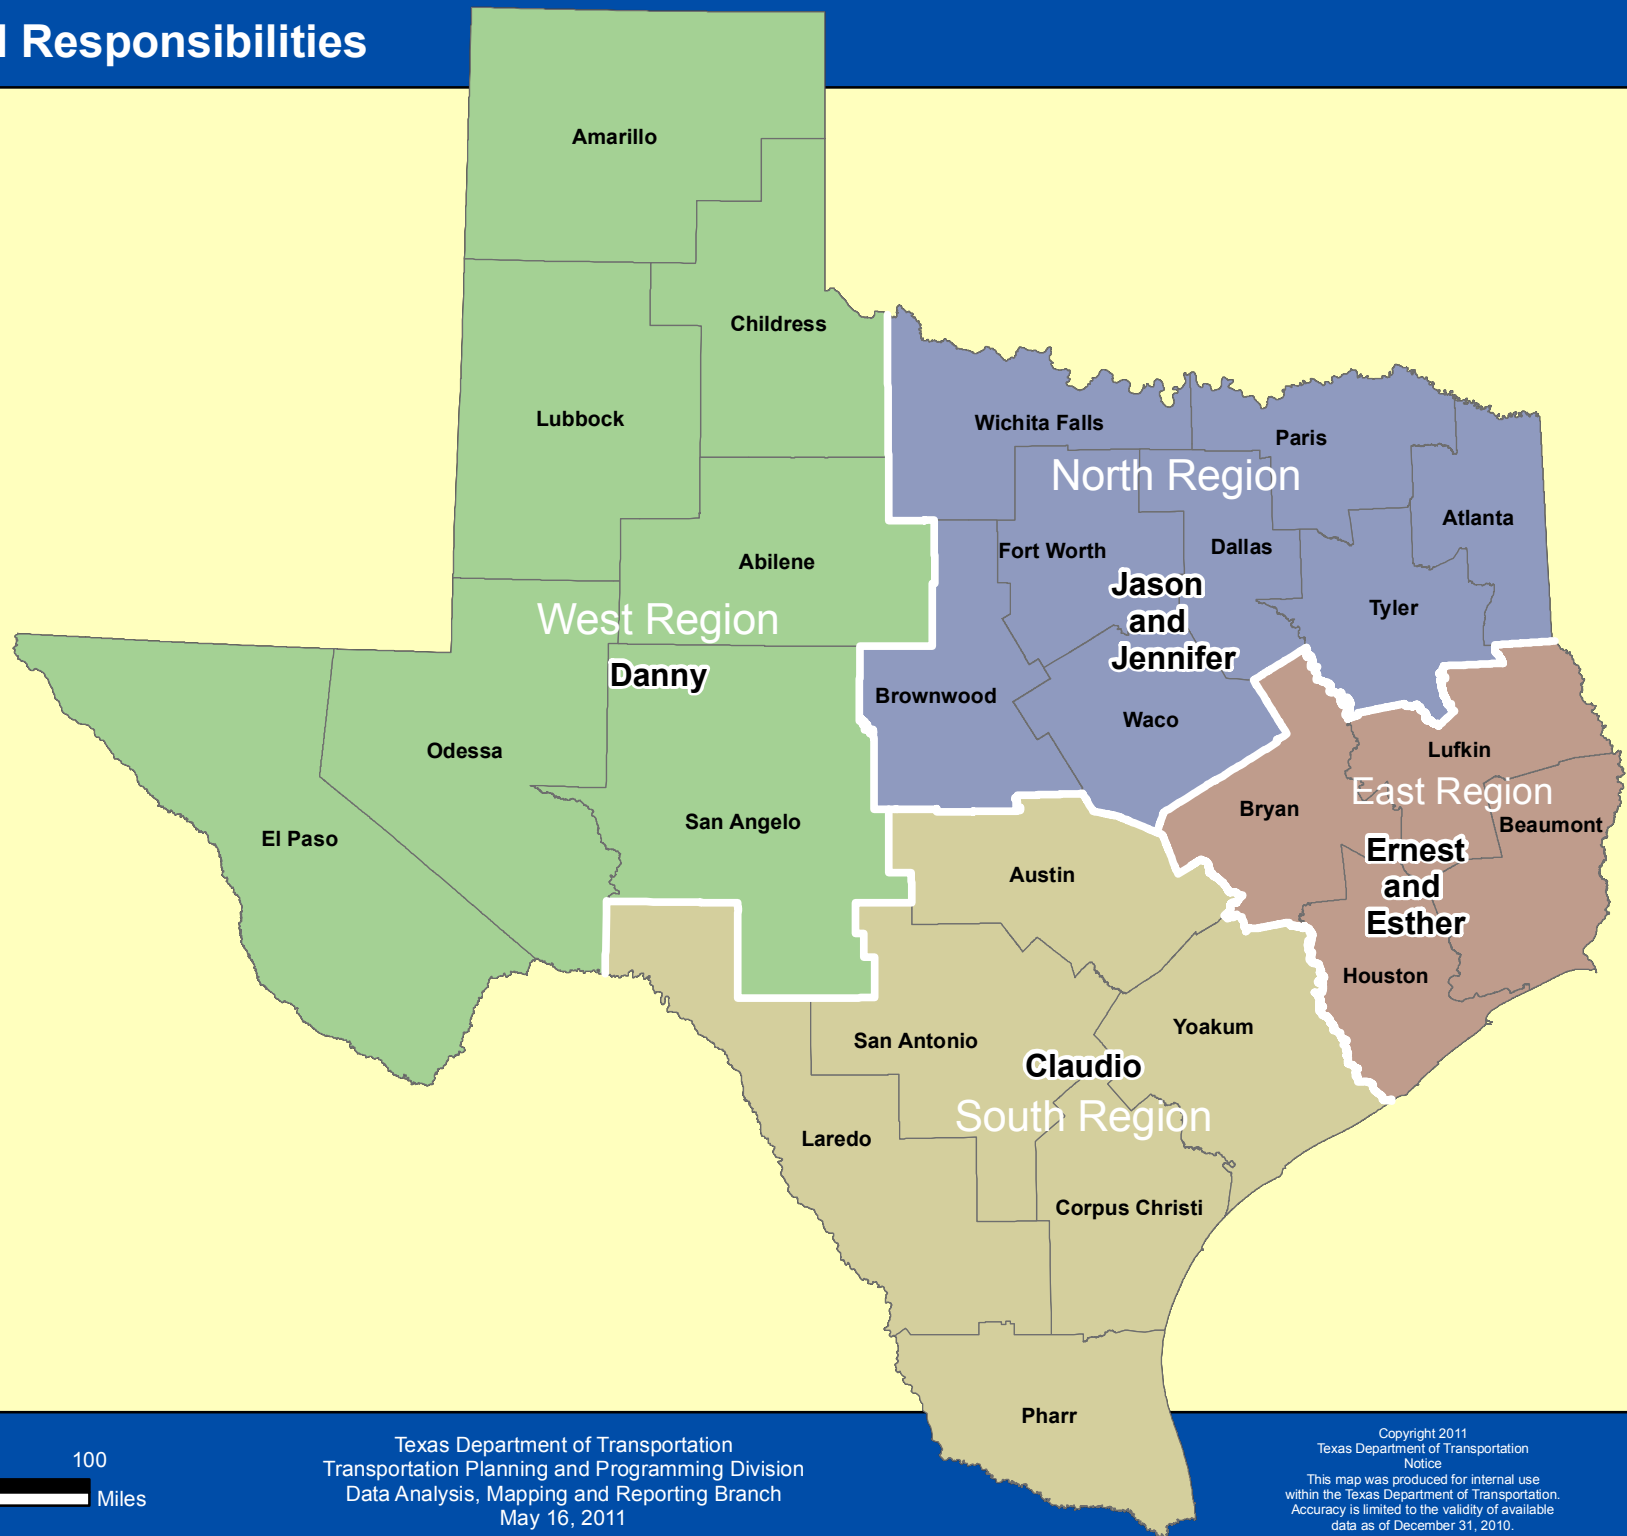 l Responsibilities
Amarillo
Childress
Lubbock
Wichita Falls
Paris
North Region
Atlanta
Fort Worth
Dallas
Abilene
Jason
and
Jennifer
Tyler
West Region
Danny
Brownwood
Waco
Odessa
Lufkin
East Region
Bryan
Beaumont
San Angelo
El Paso
Ernest
and
Esther
Austin
Houston
Yoakum
San Antonio
Claudio
South Region
Laredo
Corpus Christi
Pharr
100
Miles
Texas Department of Transportation
Transportation Planning and Programming Division
Data Analysis, Mapping and Reporting Branch
May 16, 2011
Copyright 2011
Texas Department of Transportation
Notice
This map was produced for internal use
within the Texas Department of Transportation.
Accuracy is limited to the validity of available
data as of December 31, 2010.